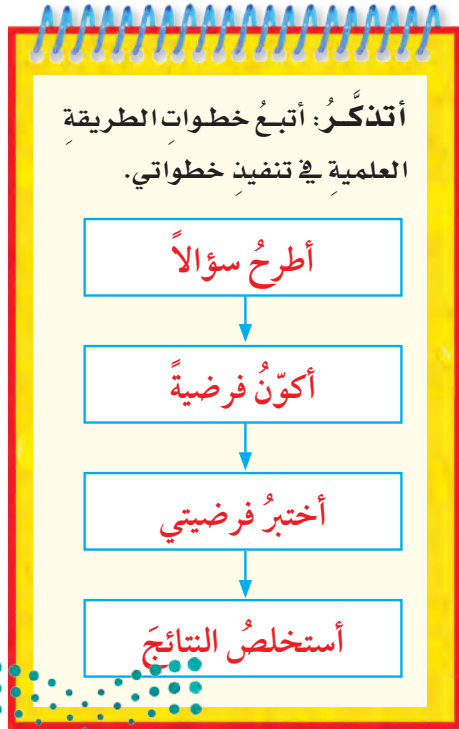 أتذكَّرُ: أتبعُ خطواتِ الطريقةِ
العلميةِ في تنفيذِ خطواتي.
أطرحُ سؤالاً
أكوّنُ فرضيةً
أختبرُ فرضيتي
أستخلصُ النتائجَ